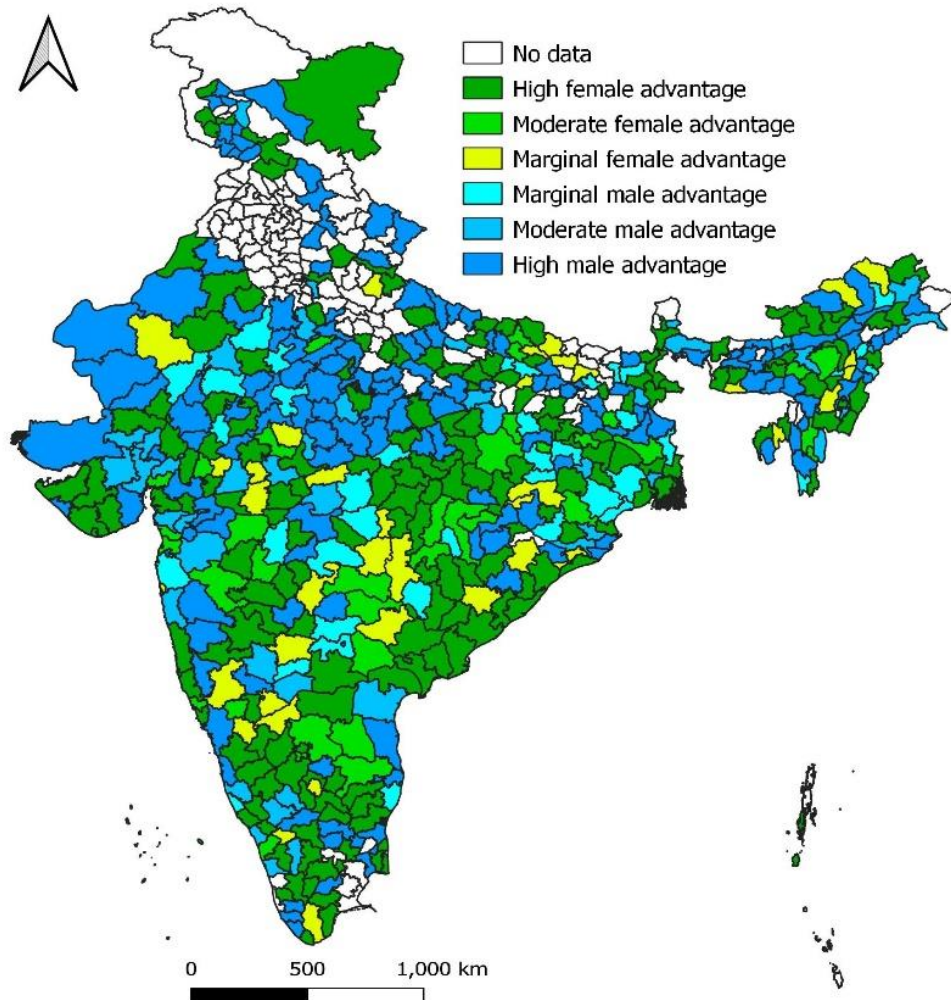 No data
High female advantage
Moderate female advantage
Marginal female advantage
Marginal male advantage
Moderate male advantage
High male advantage
0 500 1,000 km